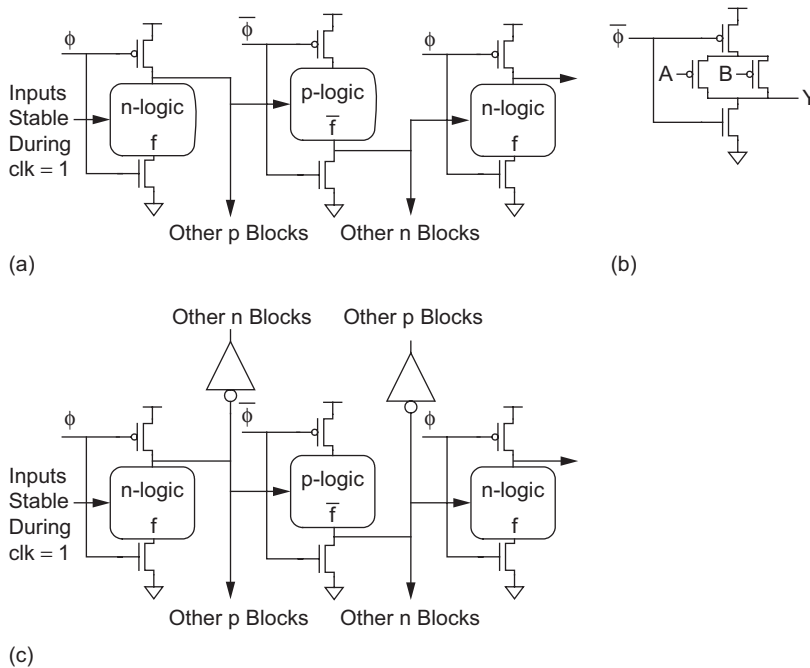 ϕ
ϕ̅
ϕ
ϕ̅
Inputs
Stable
During
clk = 1
n-logic
f
p-logic
f̅
n-logic
f
A
B
Y
Other p Blocks
Other n Blocks
(a)
(b)
Other n Blocks
Other p Blocks
ϕ
ϕ̅
ϕ
Inputs
Stable
During
clk = 1
n-logic
f
p-logic
f̅
n-logic
f
Other p Blocks
Other n Blocks
(c)